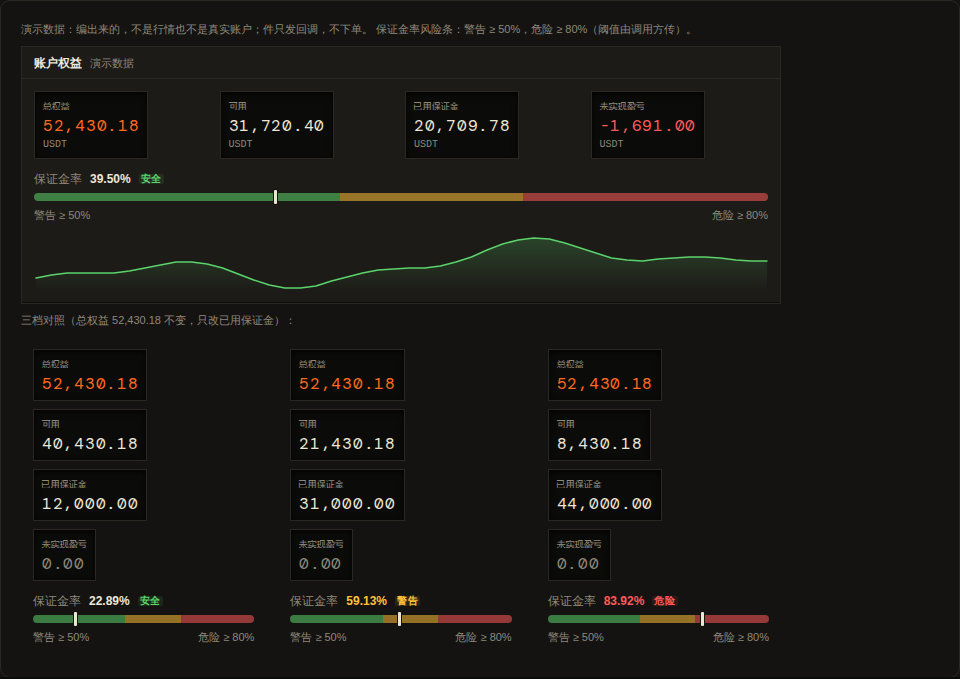 演示数据：编出来的，不是行情也不是真实账户；件只发回调，不下单。 保证金率风险条：警告 ≥ 50%，危险 ≥ 80%（阈值由调用方传）。
账户权益 演示数据
总权益 可用 已用保证金 未实现盈亏
52,430.18 31,720.40 20,709.78 -1,691.00
USDT USDT USDT USDT
保证金率 39.50% 安全
警告 ≥ 50% 危险 ≥ 80%
三档对照（总权益 52,430.18 不变，只改已用保证金）：
总权益 总权益 总权益
52,430.18 52,430.18 52,430.18
可用 可用 可用
40,430.18 21,430.18 8,430.18
已用保证金 已用保证金 已用保证金
12,000.00 31,000.00 44,000.00
未实现盈亏 未实现盈亏 未实现盈亏
0.00 0.00 0.00
保证金率 22.89% 安全 保证金率 59.13% 警告 保证金率 83.92% 危险
警告 ≥ 50% 危险 ≥ 80% 警告 ≥ 50% 危险 ≥ 80% 警告 ≥ 50% 危险 ≥ 80%